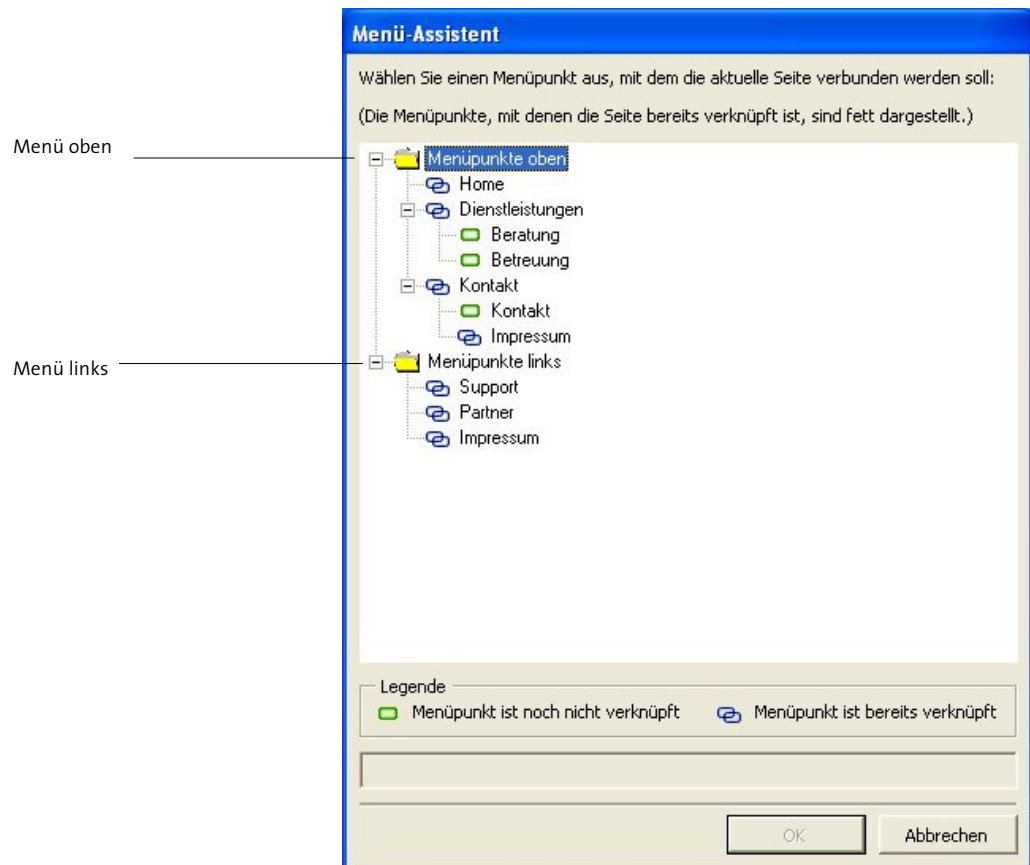 Menü-Assistent
Wählen Sie einen Menüpunkt aus, mit dem die aktuelle Seite verbunden werden soll:
(Die Menüpunkte, mit denen die Seite bereits verknüpft ist, sind fett dargestellt.)
Menü oben
Menüpunkte oben
Home
Dienstleistungen
Beratung
Betreuung
Kontakt
Kontakt
Impressum
Menü links
Menüpunkte links
Support
Partner
Impressum
Legende
Menüpunkt ist noch nicht verknüpft Menüpunkt ist bereits verknüpft
OK Abbrechen